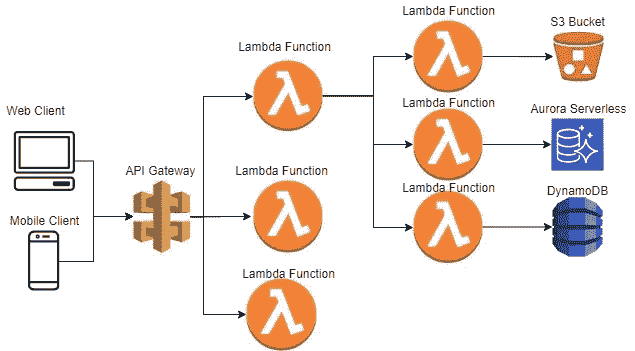 Web Client
Mobile Client
API Gateway
Lambda Function
Lambda Function
Lambda Function
Lambda Function
S3 Bucket
Lambda Function
Aurora Serverless
Lambda Function
DynamoDB